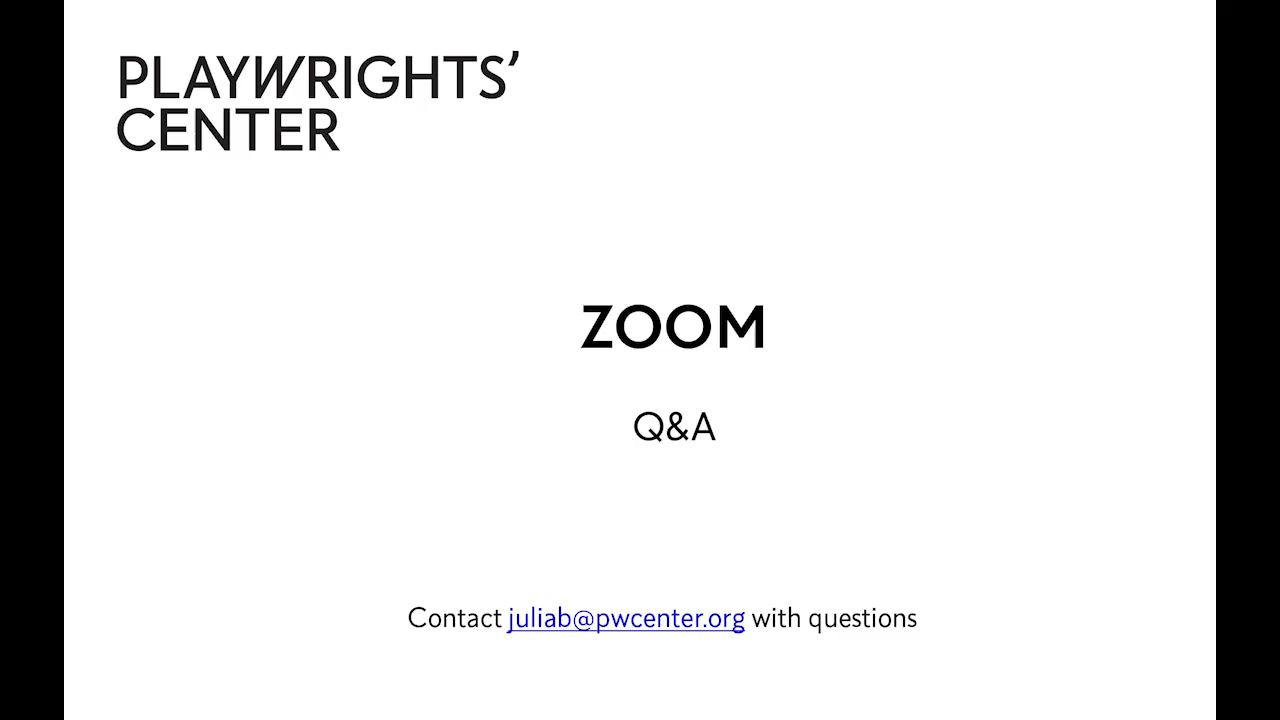 PLAYWRIGHTS’
CENTER
ZOOM
Q&A
Contact juliab@pwcenter.org with questions